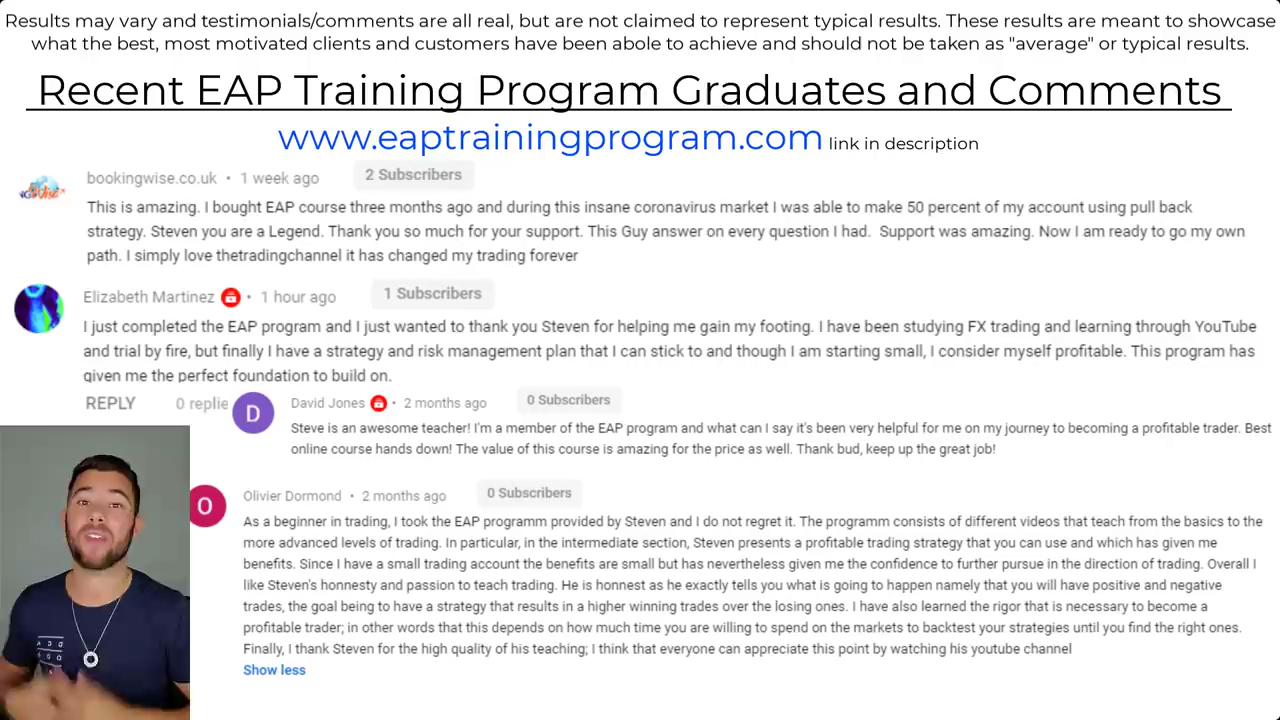 Results may vary and testimonials/comments are all real, but are not claimed to represent typical results. These results are meant to showcase
what the best, most motivated clients and customers have been abole to achieve and should not be taken as "average" or typical results.
Recent EAP Training Program Graduates and Comments
www.eaptrainingprogram.com link in description
bookingwise.co.uk • 1 week ago 2 Subscribers
This is amazing. I bought EAP course three months ago and during this insane coronavirus market I was able to make 50 percent of my account using pull back
strategy. Steven you are a Legend. Thank you so much for your support. This Guy answer on every question I had. Support was amazing. Now I am ready to go my own
path. I simply love thetradingchannel it has changed my trading forever
Elizabeth Martinez • 1 hour ago 1 Subscribers
I just completed the EAP program and I just wanted to thank you Steven for helping me gain my footing. I have been studying FX trading and learning through YouTube
and trial by fire, but finally I have a strategy and risk management plan that I can stick to and though I am starting small, I consider myself profitable. This program has
given me the perfect foundation to build on.
REPLY 0 replie
D
David Jones • 2 months ago 0 Subscribers
Steve is an awesome teacher! I'm a member of the EAP program and what can I say it's been very helpful for me on my journey to becoming a profitable trader. Best
online course hands down! The value of this course is amazing for the price as well. Thank bud, keep up the great job!
O
Olivier Dormond • 2 months ago 0 Subscribers
As a beginner in trading, I took the EAP programm provided by Steven and I do not regret it. The programm consists of different videos that teach from the basics to the
more advanced levels of trading. In particular, in the intermediate section, Steven presents a profitable trading strategy that you can use and which has given me
benefits. Since I have a small trading account the benefits are small but has nevertheless given me the confidence to further pursue in the direction of trading. Overall I
like Steven's honnesty and passion to teach trading. He is honnest as he exactly tells you what is going to happen namely that you will have positive and negative
trades, the goal being to have a strategy that results in a higher winning trades over the losing ones. I have also learned the rigor that is necessary to become a
profitable trader; in other words that this depends on how much time you are willing to spend on the markets to backtest your strategies until you find the right ones.
Finally, I thank Steven for the high quality of his teaching; I think that everyone can appreciate this point by watching his youtube channel
Show less